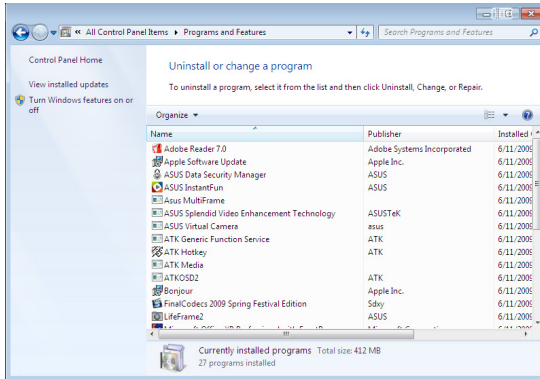 « All Control Panel Items ▸ Programs and Features
Search Programs and Features
Control Panel Home
View installed updates
Turn Windows features on or
off
Uninstall or change a program
To uninstall a program, select it from the list and then click Uninstall, Change, or Repair.
Organize
Name Publisher Installed
Adobe Reader 7.0 Adobe Systems Incorporated 6/11/2009
Apple Software Update Apple Inc. 6/11/2009
ASUS Data Security Manager ASUS 6/11/2009
ASUS InstantFun ASUS 6/11/2009
Asus MultiFrame 6/11/2009
ASUS Splendid Video Enhancement Technology ASUSTeK 6/11/2009
ASUS Virtual Camera asus 6/11/2009
ATK Generic Function Service ATK 6/11/2009
ATK Hotkey ATK 6/11/2009
ATK Media 6/11/2009
ATKOSD2 ATK 6/11/2009
Bonjour Apple Inc. 6/11/2009
FinalCodecs 2009 Spring Festival Edition Sdxy 6/11/2009
LifeFrame2 ASUS 6/11/2009
Currently installed programs Total size: 412 MB
27 programs installed